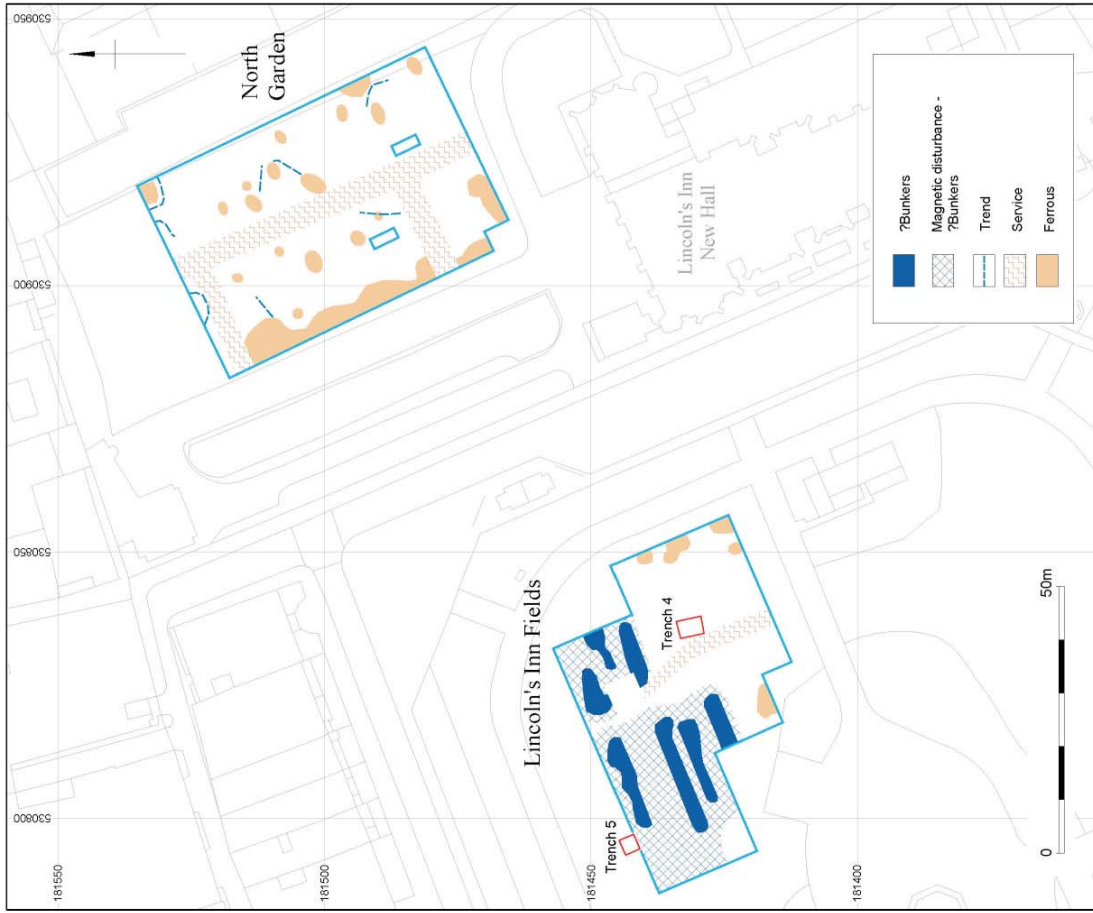 530950
530900
530850
530800
181550
181500
181450
181400
North
Garden
Lincoln's Inn
New Hall
Lincoln's Inn Fields
Trench 4
Trench 5
?Bunkers
Magnetic disturbance -
?Bunkers
Trend
Service
Ferrous
0
50m